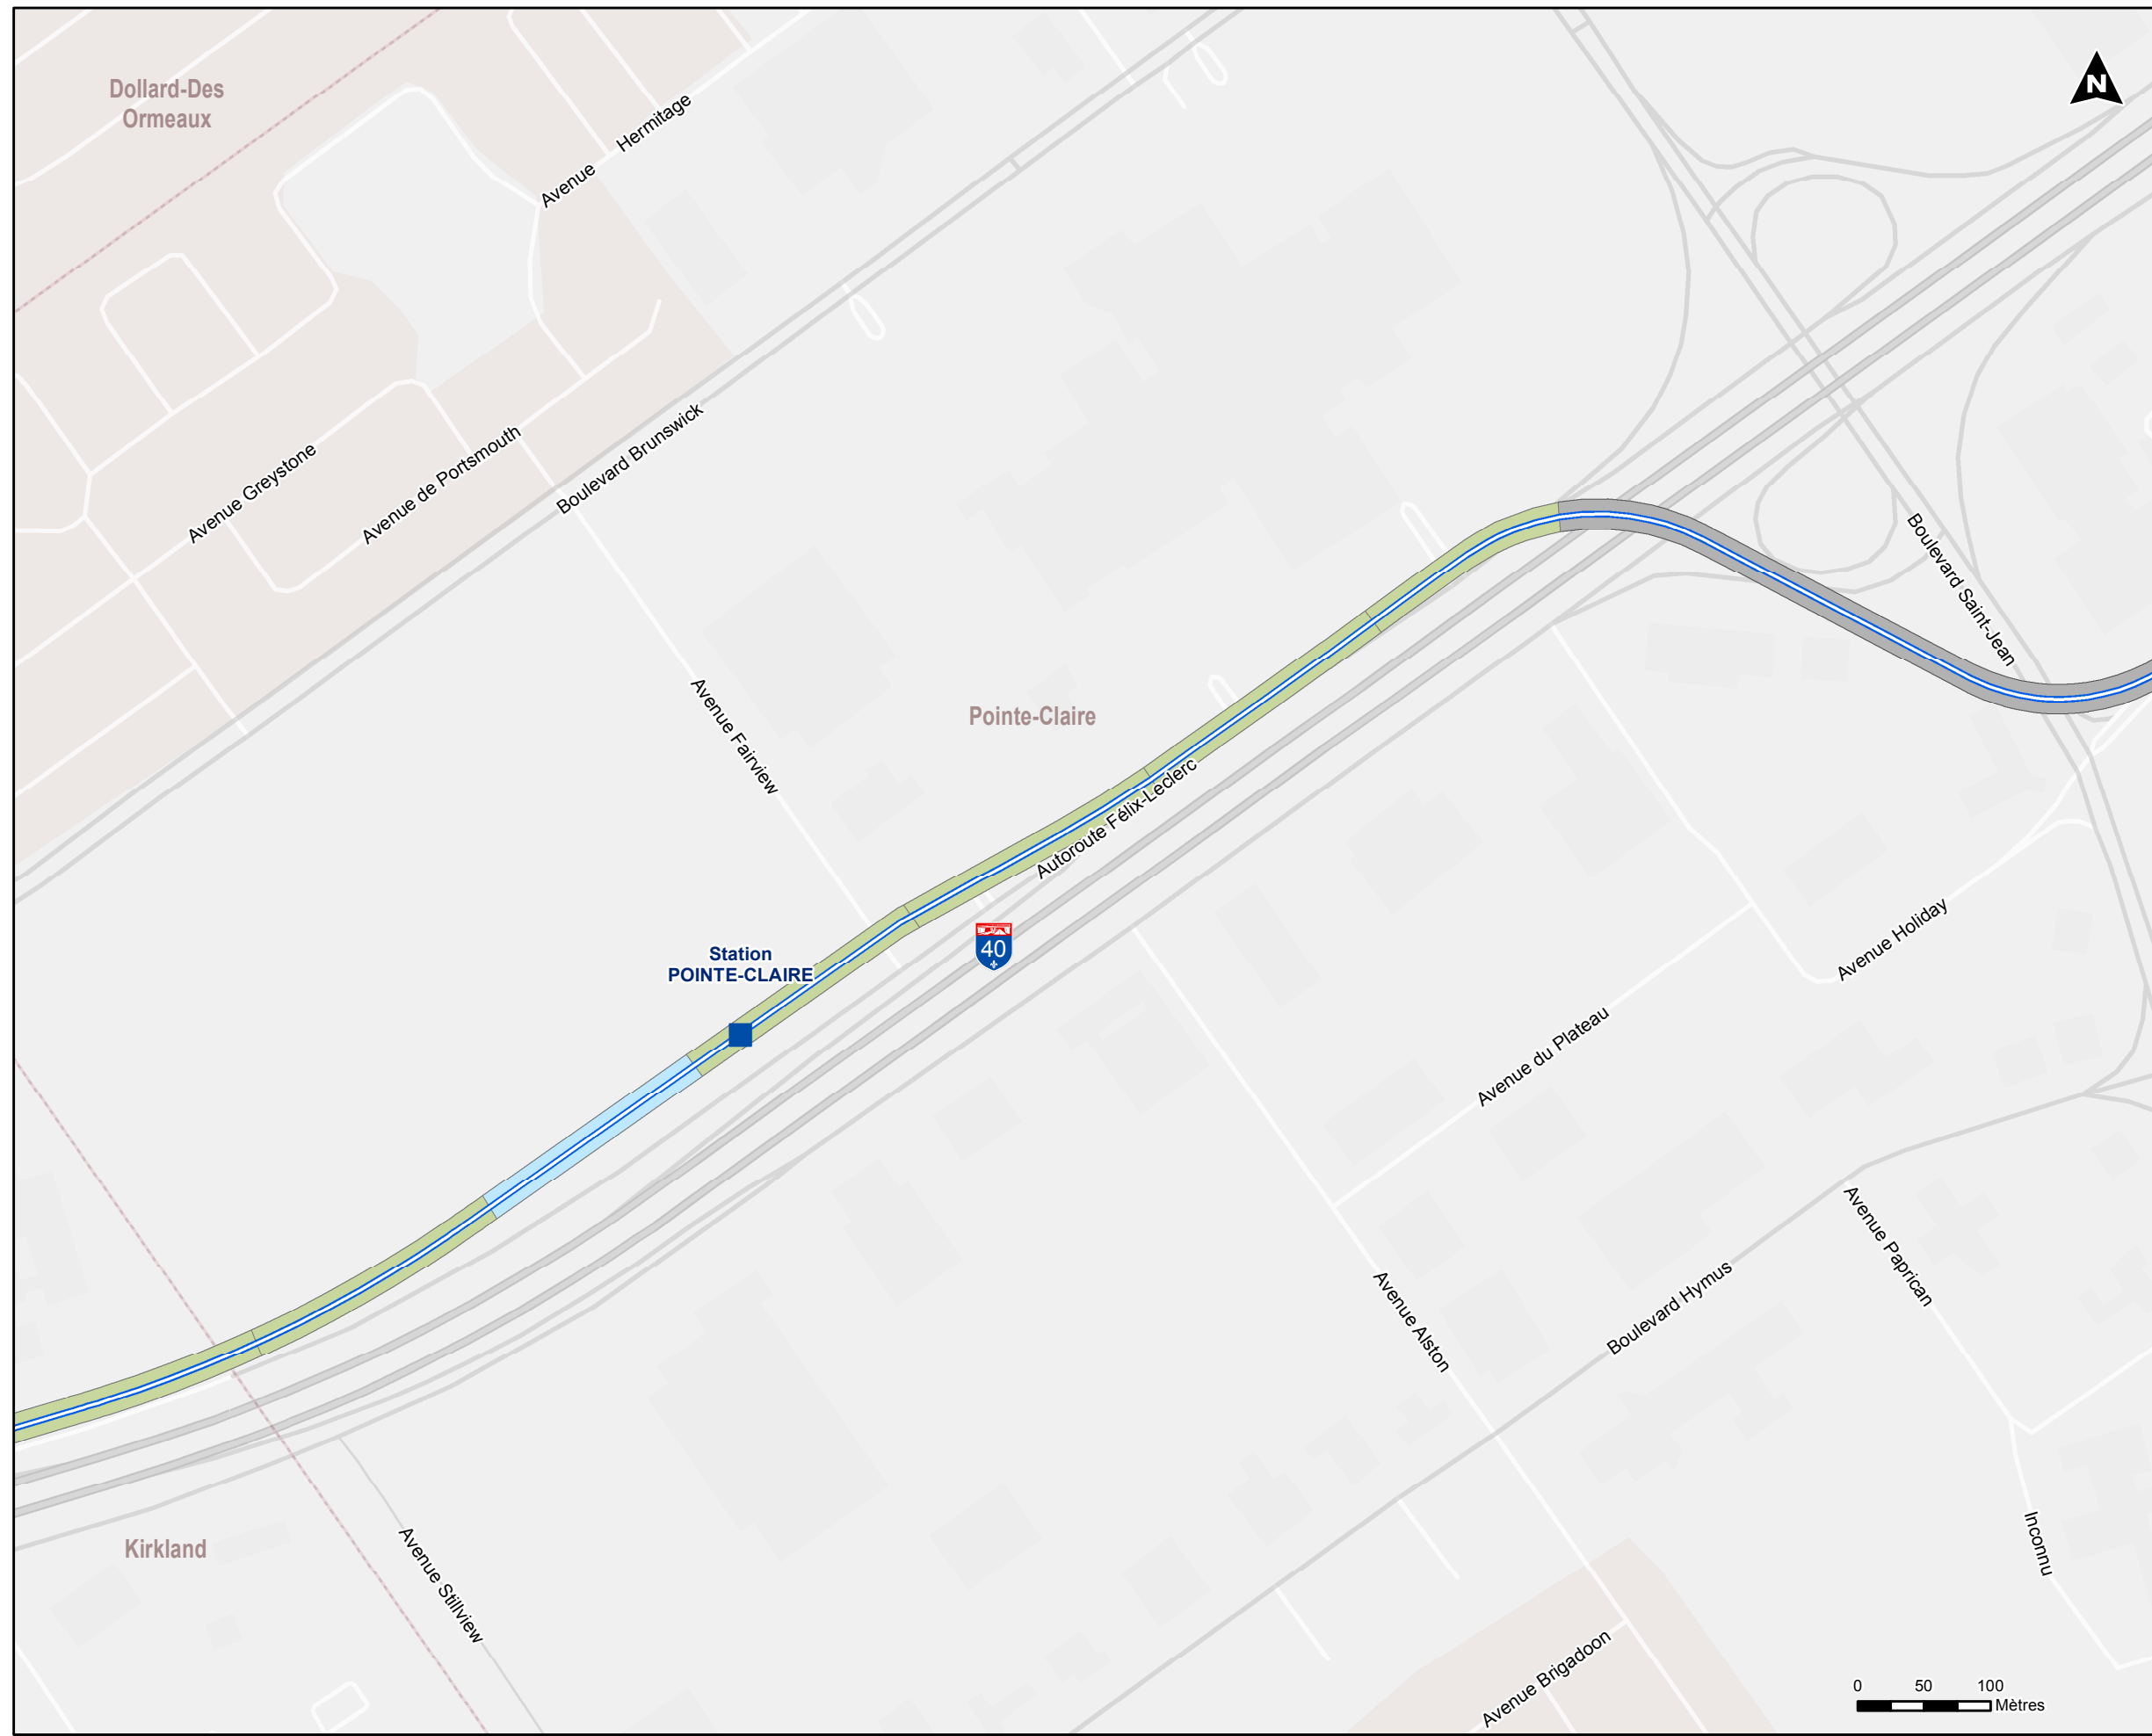 Dollard-Des
Ormeaux
N
Avenue Hermitage
Avenue Greystone
Avenue de Portsmouth
Boulevard Brunswick
Boulevard Saint-Jean
Avenue Fairview
Pointe-Claire
Autoroute Félix-Leclerc
Station
POINTE-CLAIRE
40
Avenue Holiday
Avenue du Plateau
Avenue Paprican
Boulevard Hymus
Avenue Alston
Kirkland
Avenue Stillview
Inconnu
Avenue Brigadoon
0 50 100
Mètres